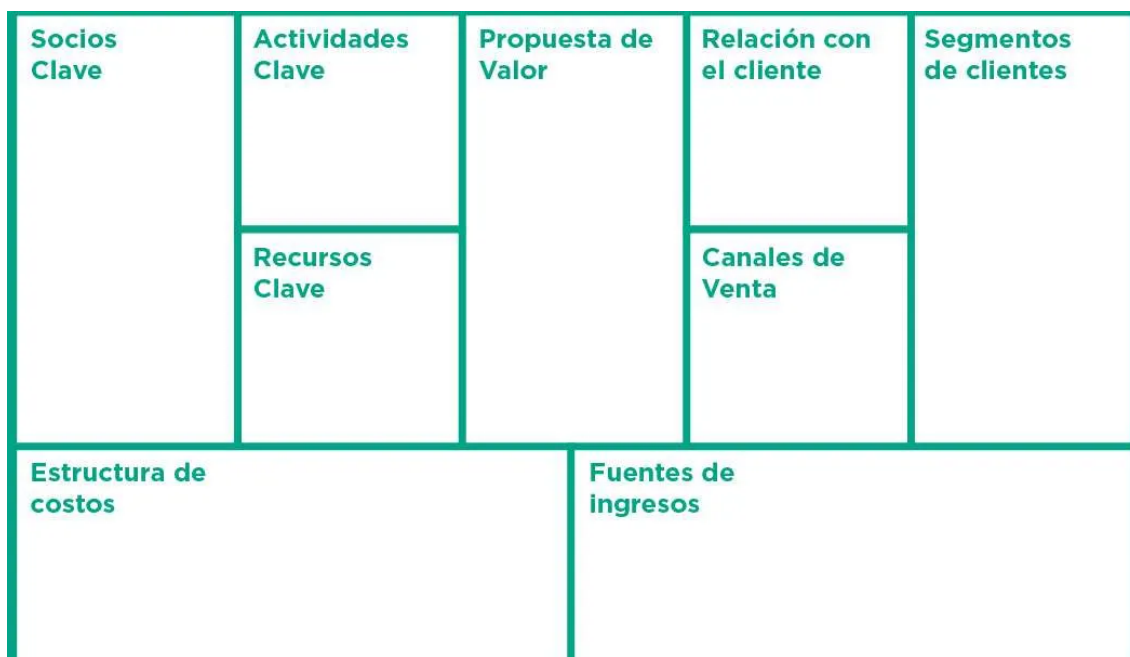 Socios
Clave
Actividades
Clave
Propuesta de
Valor
Relación con
el cliente
Segmentos
de clientes
Recursos
Clave
Canales de
Venta
Estructura de
costos
Fuentes de
ingresos